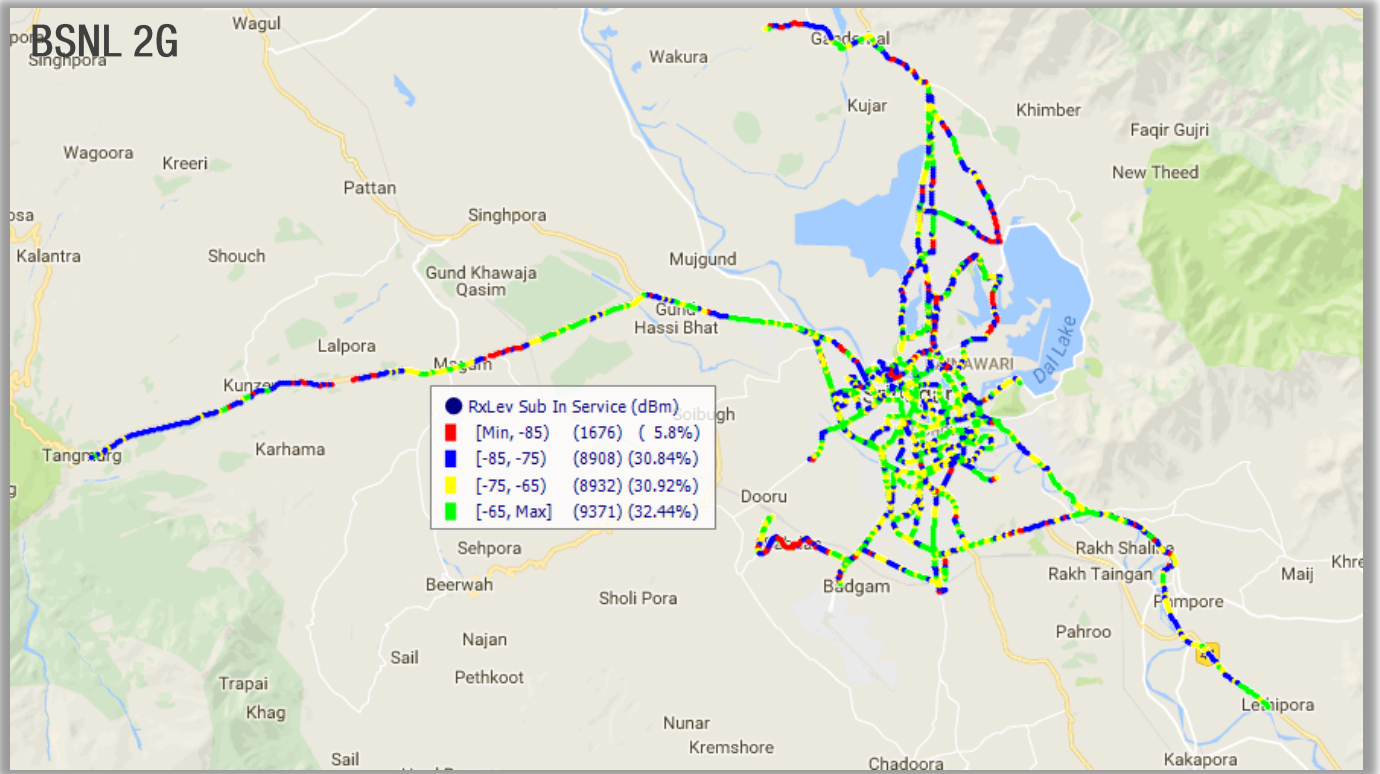 BSNL 2G
Wagul
Singhpora
Wakura
Kujar
Khimber
Faqir Gujri
New Theed
Wagoora
Kreeri
Pattan
Singhpora
Kalantra
Shouch
Mujgund
Gund Khawaja
Qasim
Gund
Hassi Bhat
Lalpora
Magam
Dal Lake
RxLev Sub In Service (dBm)
[Min, -85) (1676) ( 5.8%)
[-85, -75) (8908) (30.84%)
[-75, -65) (8932) (30.92%)
[-65, Max] (9371) (32.44%)
Soibugh
Karhama
Tangmarg
Dooru
Sehpora
Rakh Shalina
Rakh Taingan
Maij
Beerwah
Badgam
Sholi Pora
Pampore
Najan
Pahroo
Sail
Pethkoot
Trapai
Khag
Lethipora
Nunar
Kremshore
Sail
Chadoora
Kakapora